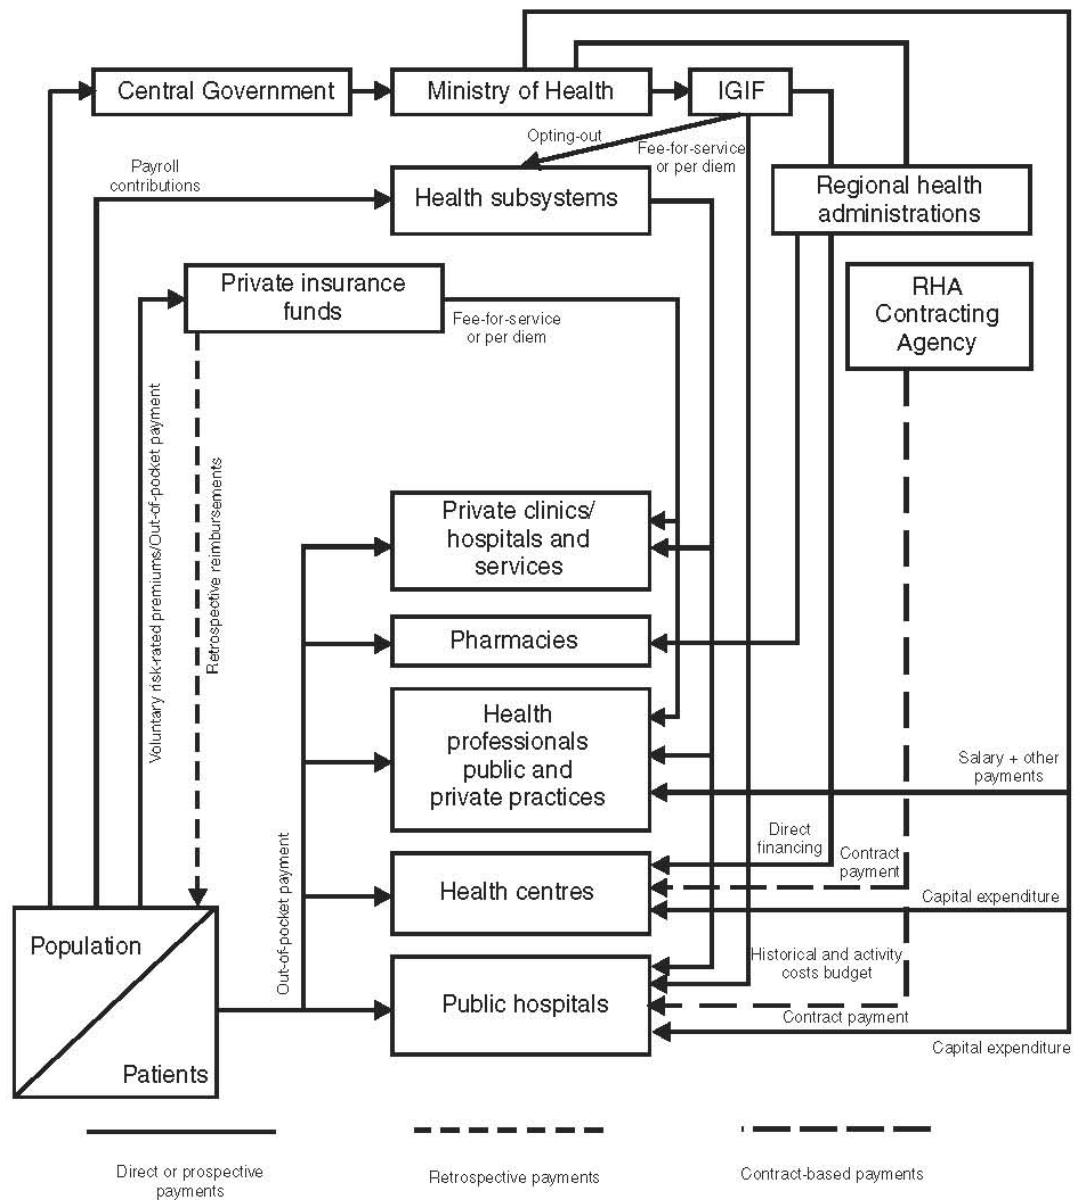 Central Government
Ministry of Health
IGIF
Opting-out
Fee-for-service
or per diem
Payroll
contributions
Health subsystems
Regional health
administrations
Private insurance
funds
Fee-for-service
or per diem
RHA
Contracting
Agency
Voluntary risk-rated premiums/Out-of-pocket payment
Retrospective reimbursements
Private clinics/
hospitals and
services
Pharmacies
Health
professionals
public and
private practices
Salary + other
payments
Direct
financing
Contract
payment
Out-of-pocket payment
Health centres
Capital expenditure
Population
Patients
Historical and activity
costs budget
Public hospitals
Contract payment
Capital expenditure
Direct or prospective
payments
Retrospective payments
Contract-based payments